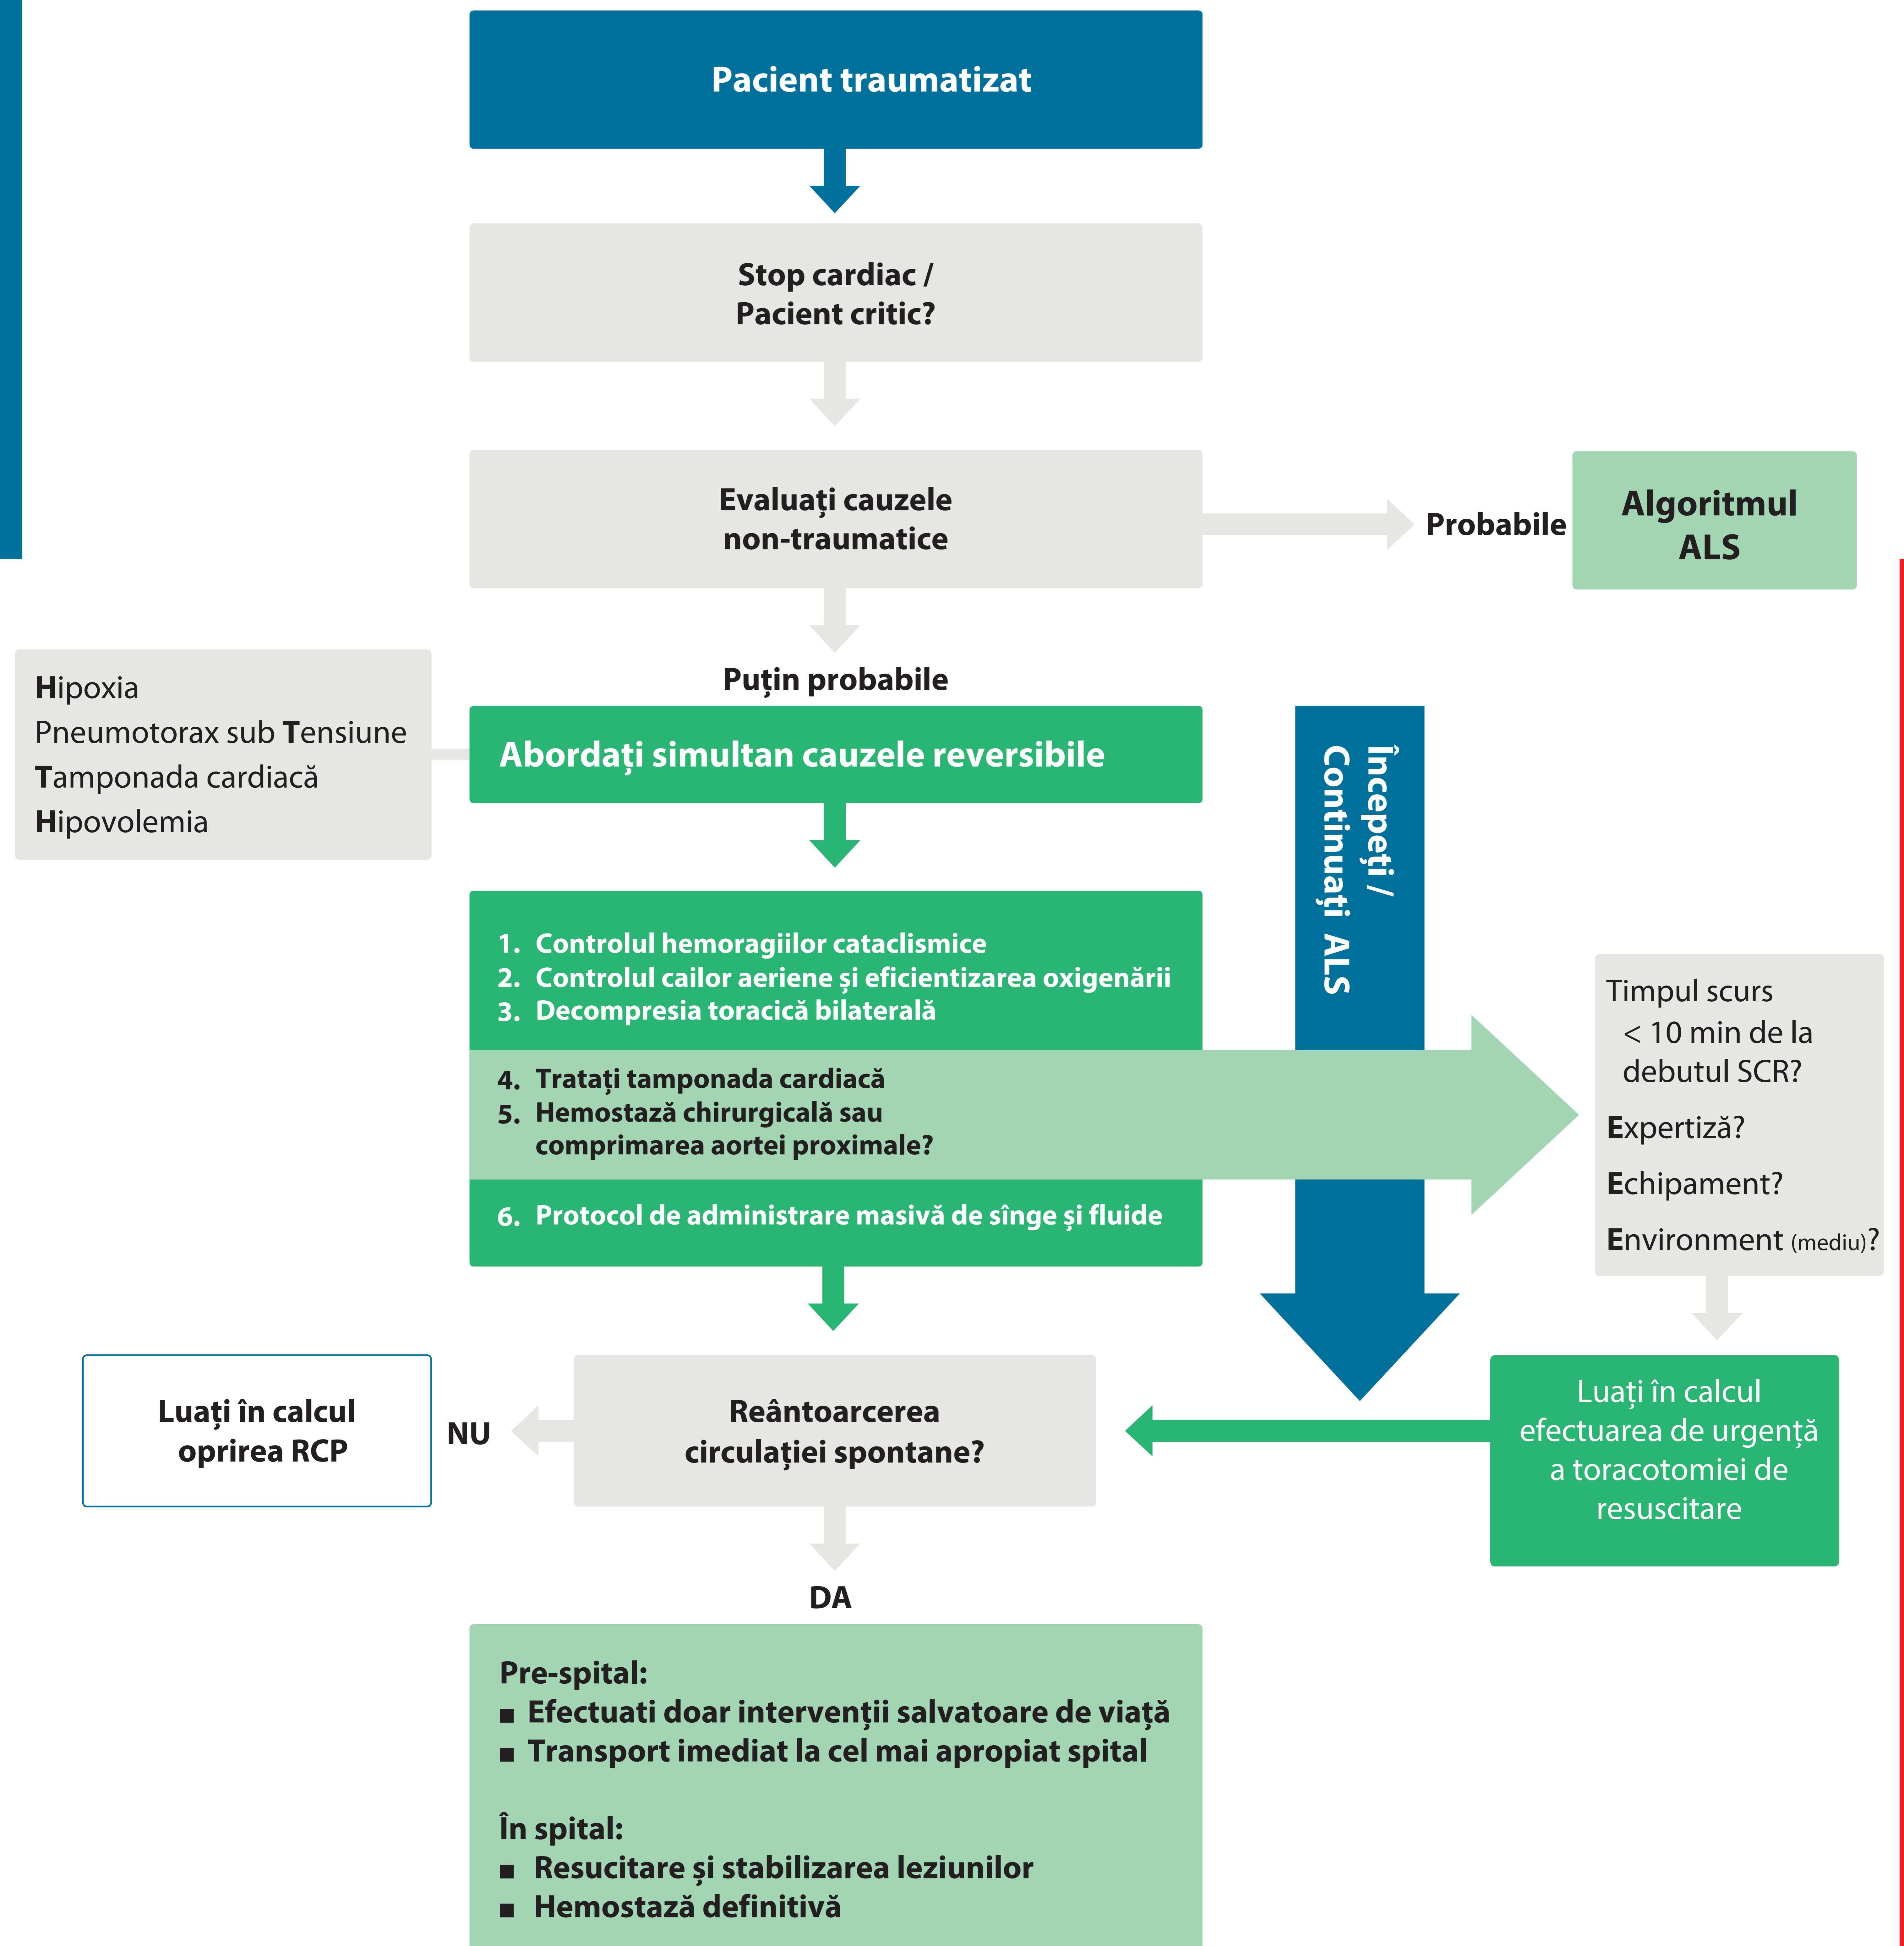 Pacient traumatizat
Stop cardiac /
Pacient critic?
Evaluați cauzele
non-traumatice
Probabile
Algoritmul
ALS
Puțin probabile
Hipoxia
Pneumotorax sub Tensiune
Tamponada cardiacă
Hipovolemia
Abordați simultan cauzele reversibile
Începeți /
Continuați ALS
1. Controlul hemoragiilor cataclismice
2. Controlul cailor aeriene și eficientizarea oxigenării
3. Decompresia toracică bilaterală
4. Tratați tamponada cardiacă
5. Hemostază chirurgicală sau
comprimarea aortei proximale?
6. Protocol de administrare masivă de sînge și fluide
Timpul scurs
< 10 min de la
debutul SCR?
Expertiză?
Echipament?
Environment (mediu)?
Luați în calcul
oprirea RCP
NU
Reântoarcerea
circulației spontane?
Luați în calcul
efectuarea de urgență
a toracotomiei de
resuscitare
DA
Pre-spital:
■ Efectuati doar intervenții salvatoare de viață
■ Transport imediat la cel mai apropiat spital
În spital:
■ Resucitare și stabilizarea leziunilor
■ Hemostază definitivă